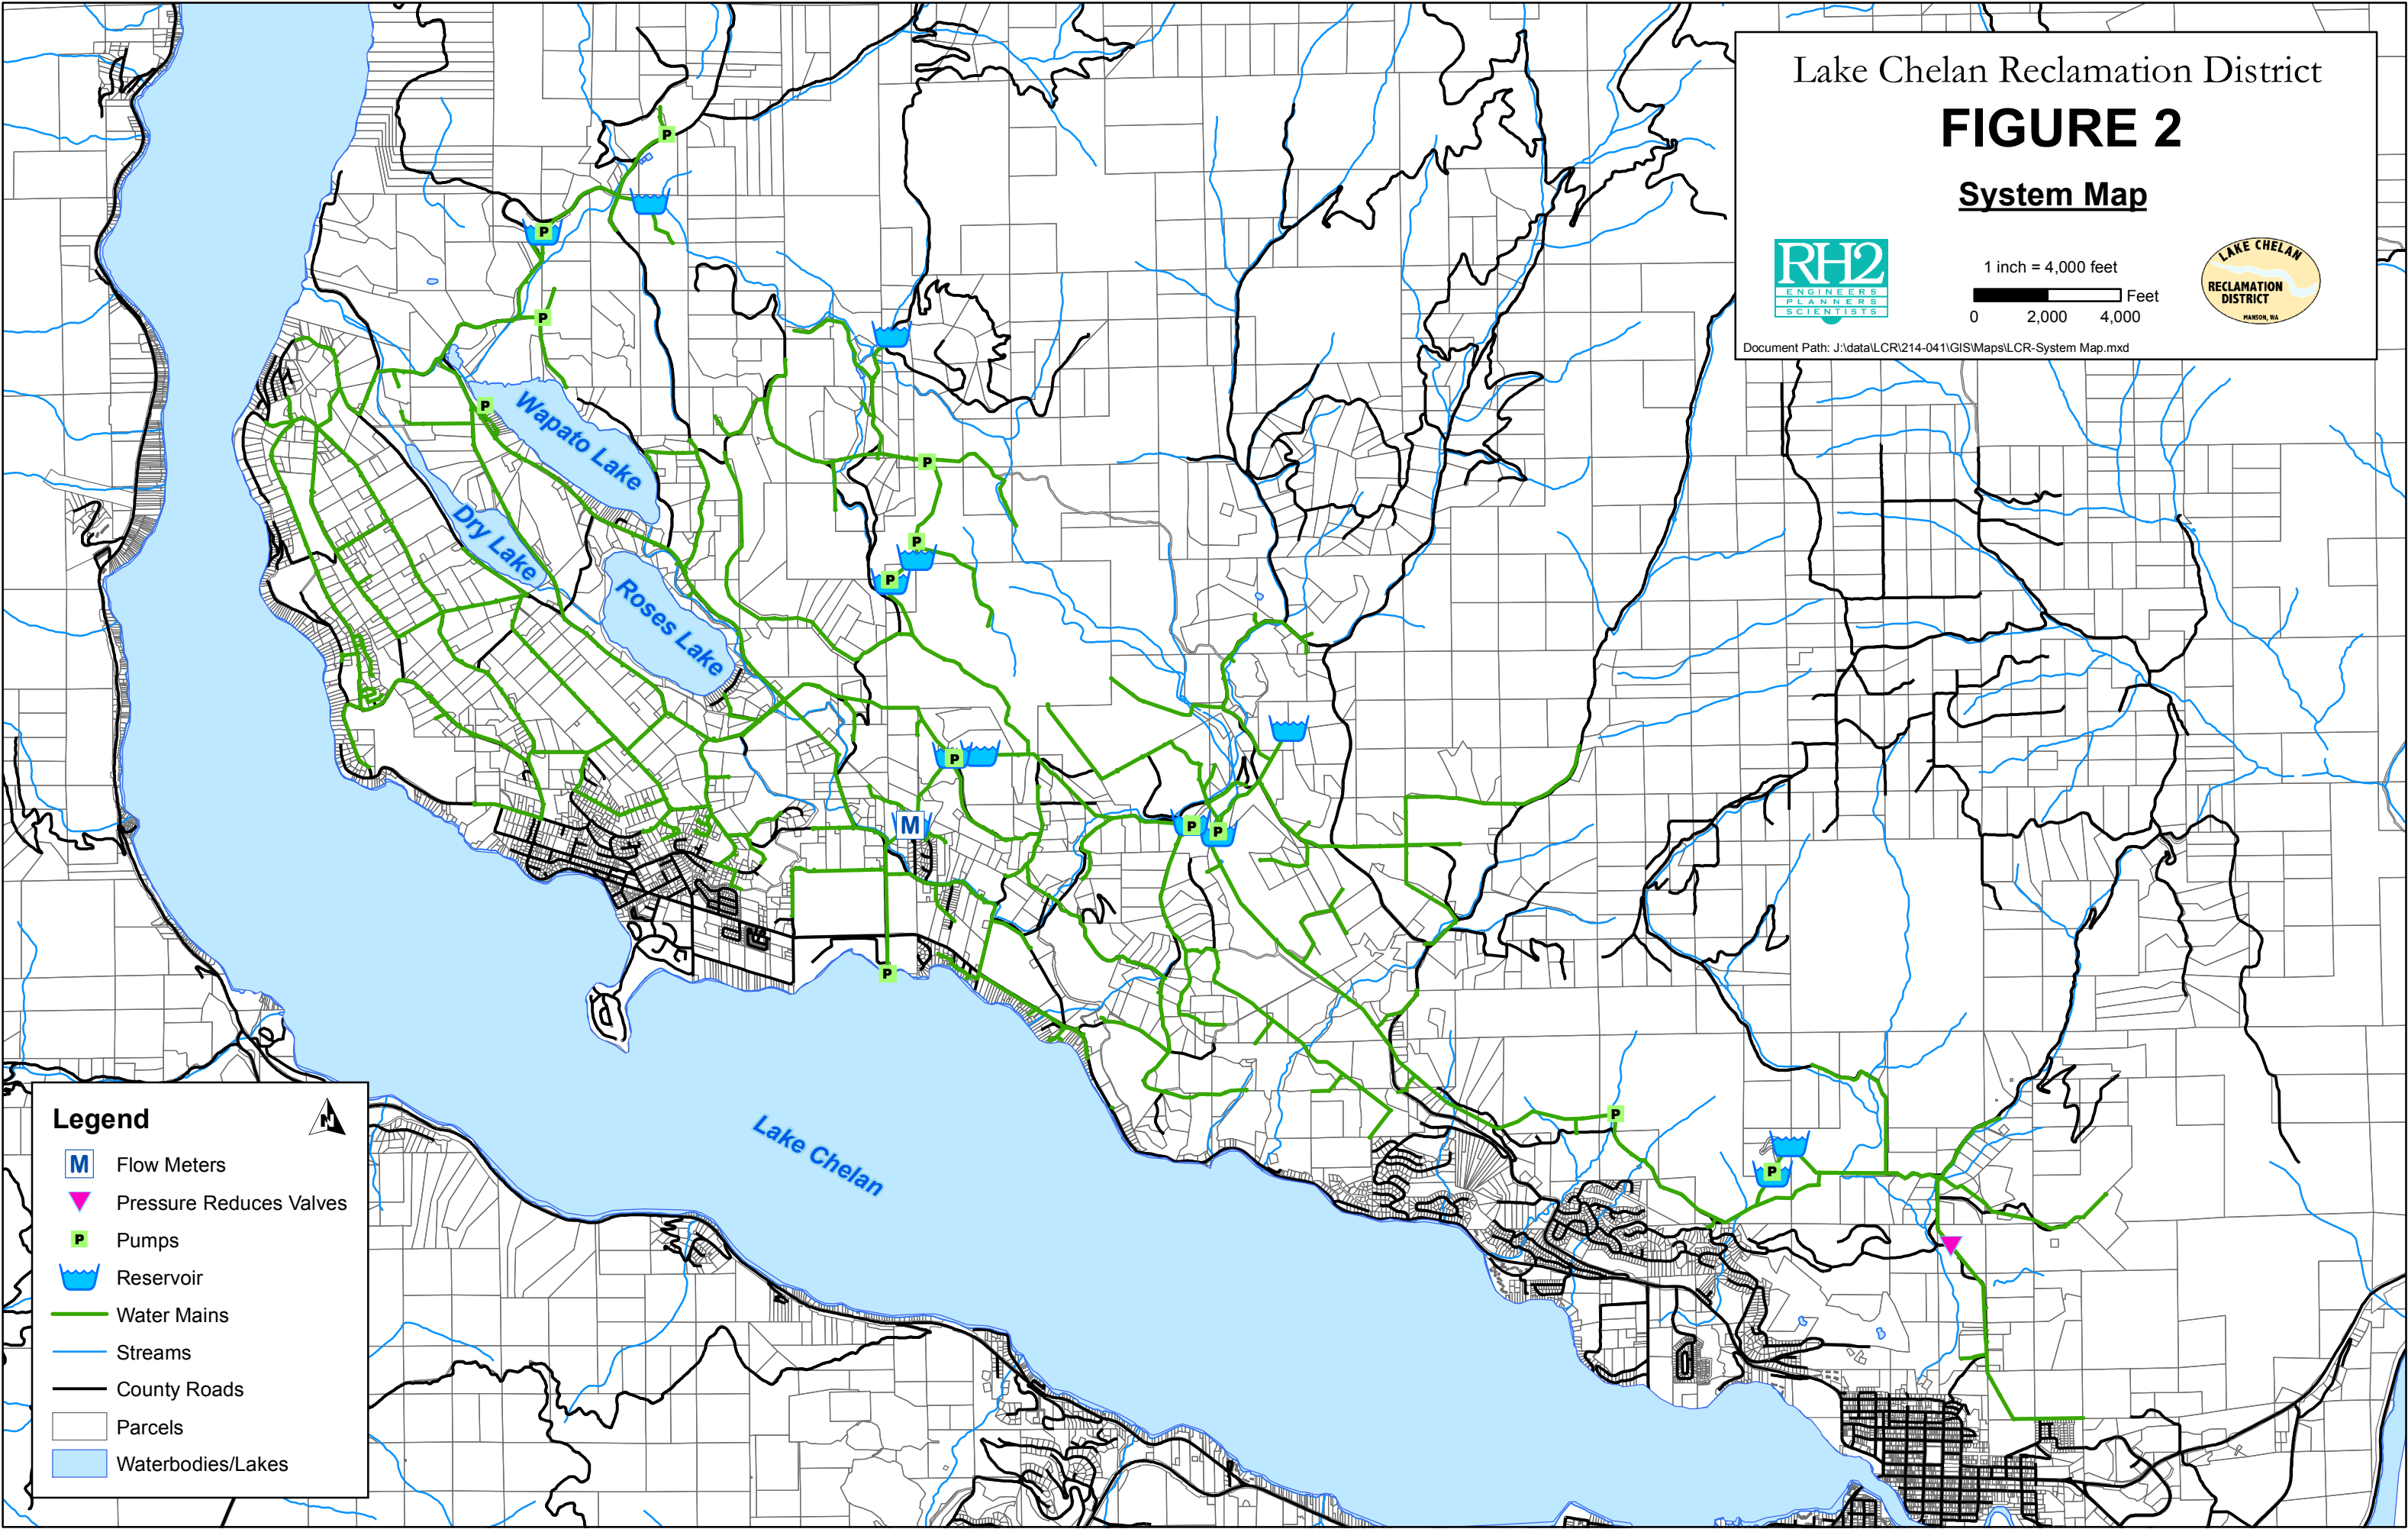 Lake Chelan Reclamation District
FIGURE 2
System Map
RH2
ENGINEERS
PLANNERS
SCIENTISTS
1 inch = 4,000 feet
Feet
0 2,000 4,000
LAKE CHELAN
RECLAMATION
DISTRICT
MANSON, WA
Document Path: J:\data\LCR\214-041\GIS\Maps\LCR-System Map.mxd
P
P
P
P
Wapato Lake
P
Dry Lake
P
P
Roses Lake
P
M
P
P
P
P
Lake Chelan
P
P
Legend
N
M Flow Meters
Pressure Reduces Valves
P Pumps
Reservoir
Water Mains
Streams
County Roads
Parcels
Waterbodies/Lakes